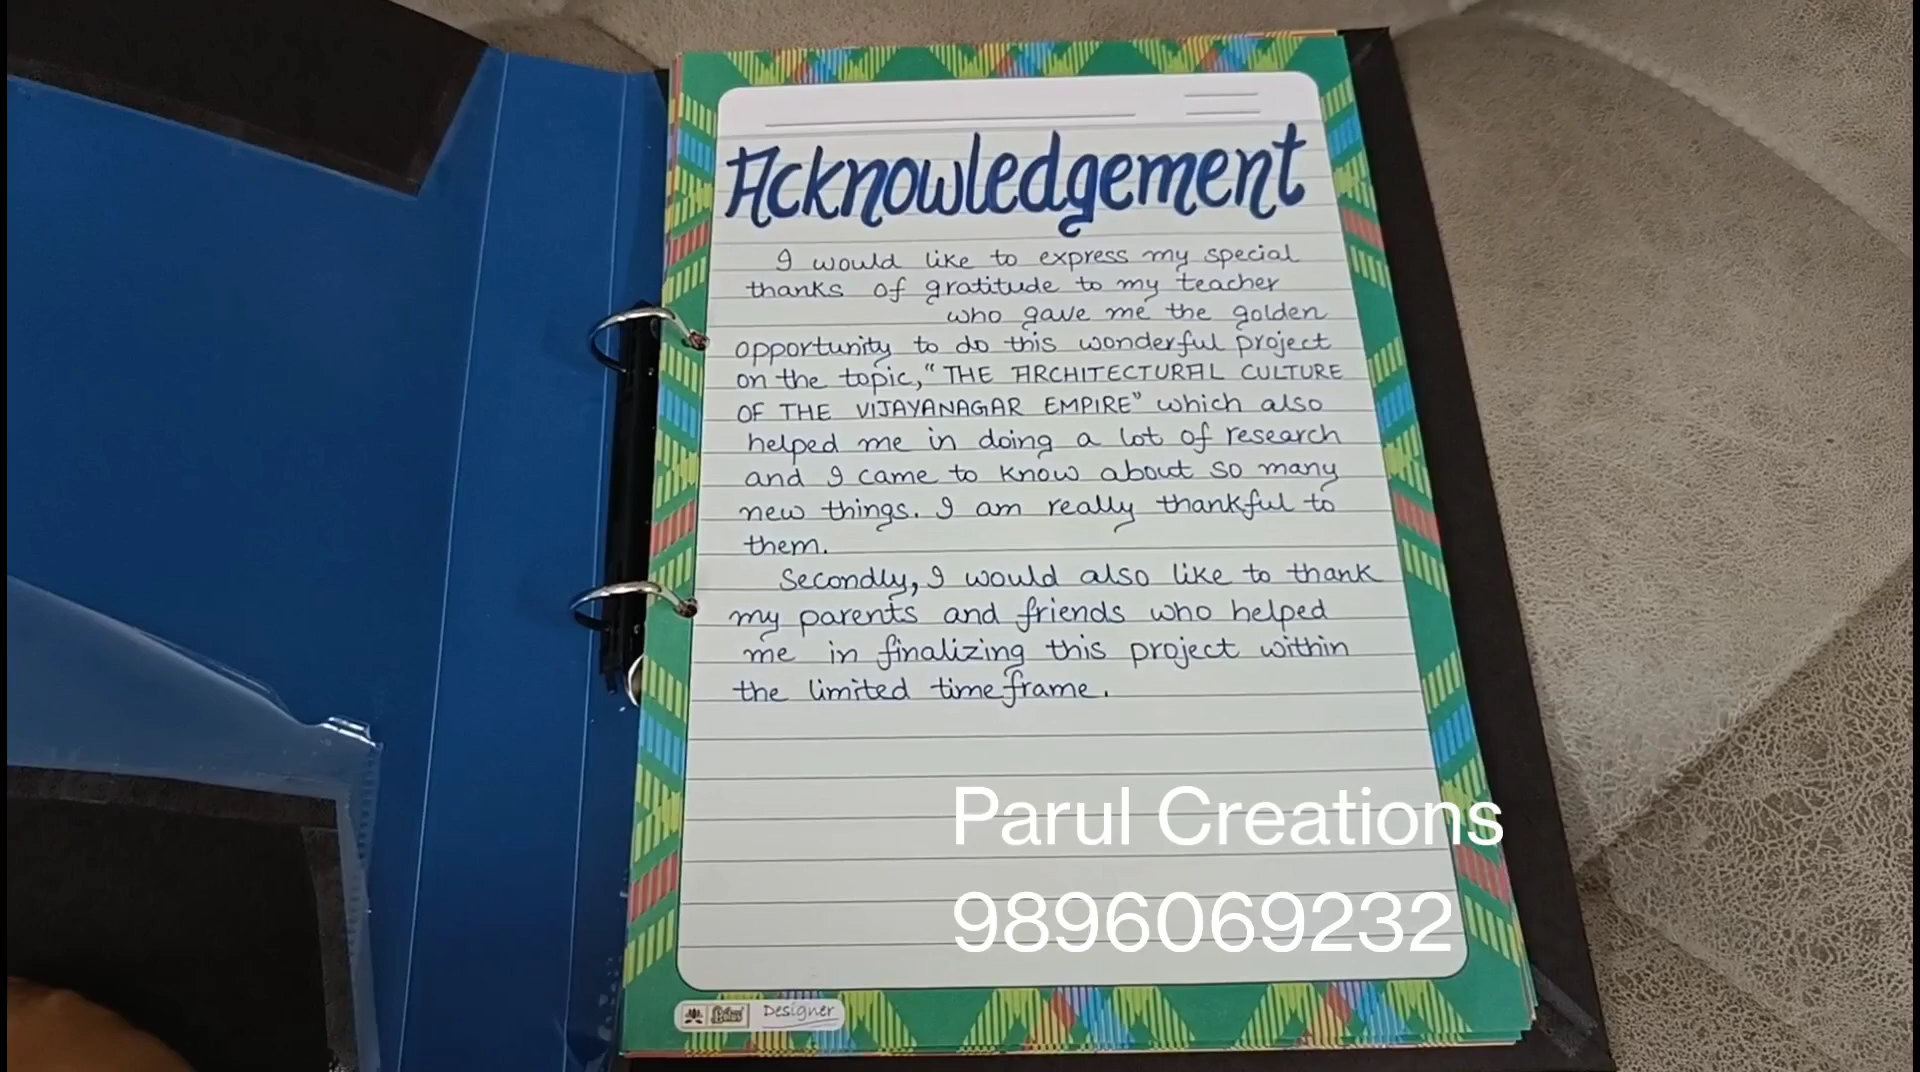 Acknowledgement
I would like to express my special
thanks of gratitude to my teacher
who gave me the golden
opportunity to do this wonderful project
on the topic, "THE ARCHITECTURAL CULTURE
OF THE VIJAYANAGAR EMPIRE" which also
helped me in doing a lot of research
and I came to know about so many
new things. I am really thankful to
them.
Secondly, I would also like to thank
my parents and friends who helped
me in finalizing this project within
the limited time frame.
Parul Creations
9896069232
Designer